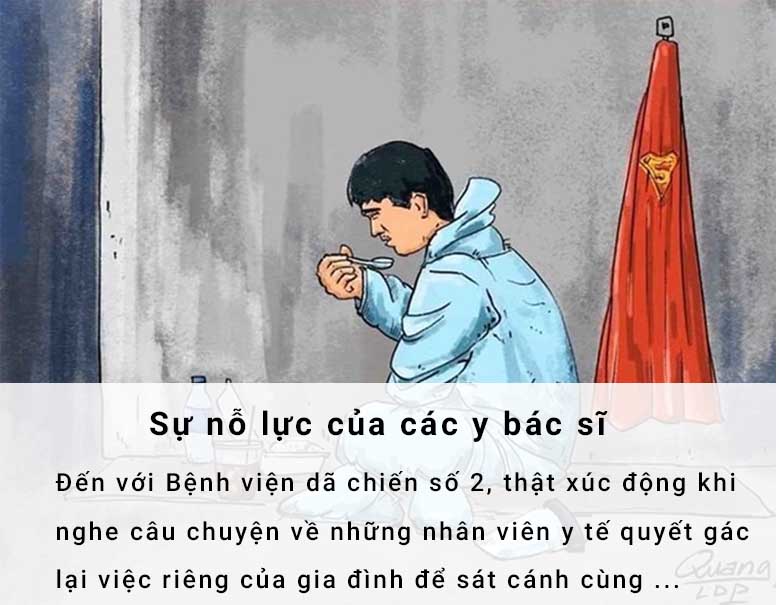 Sự nỗ lực của các y bác sĩ
Đến với Bệnh viện dã chiến số 2, thật xúc động khi
nghe câu chuyện về những nhân viên y tế quyết gác
lại việc riêng của gia đình để sát cánh cùng ...
Quang
LDP